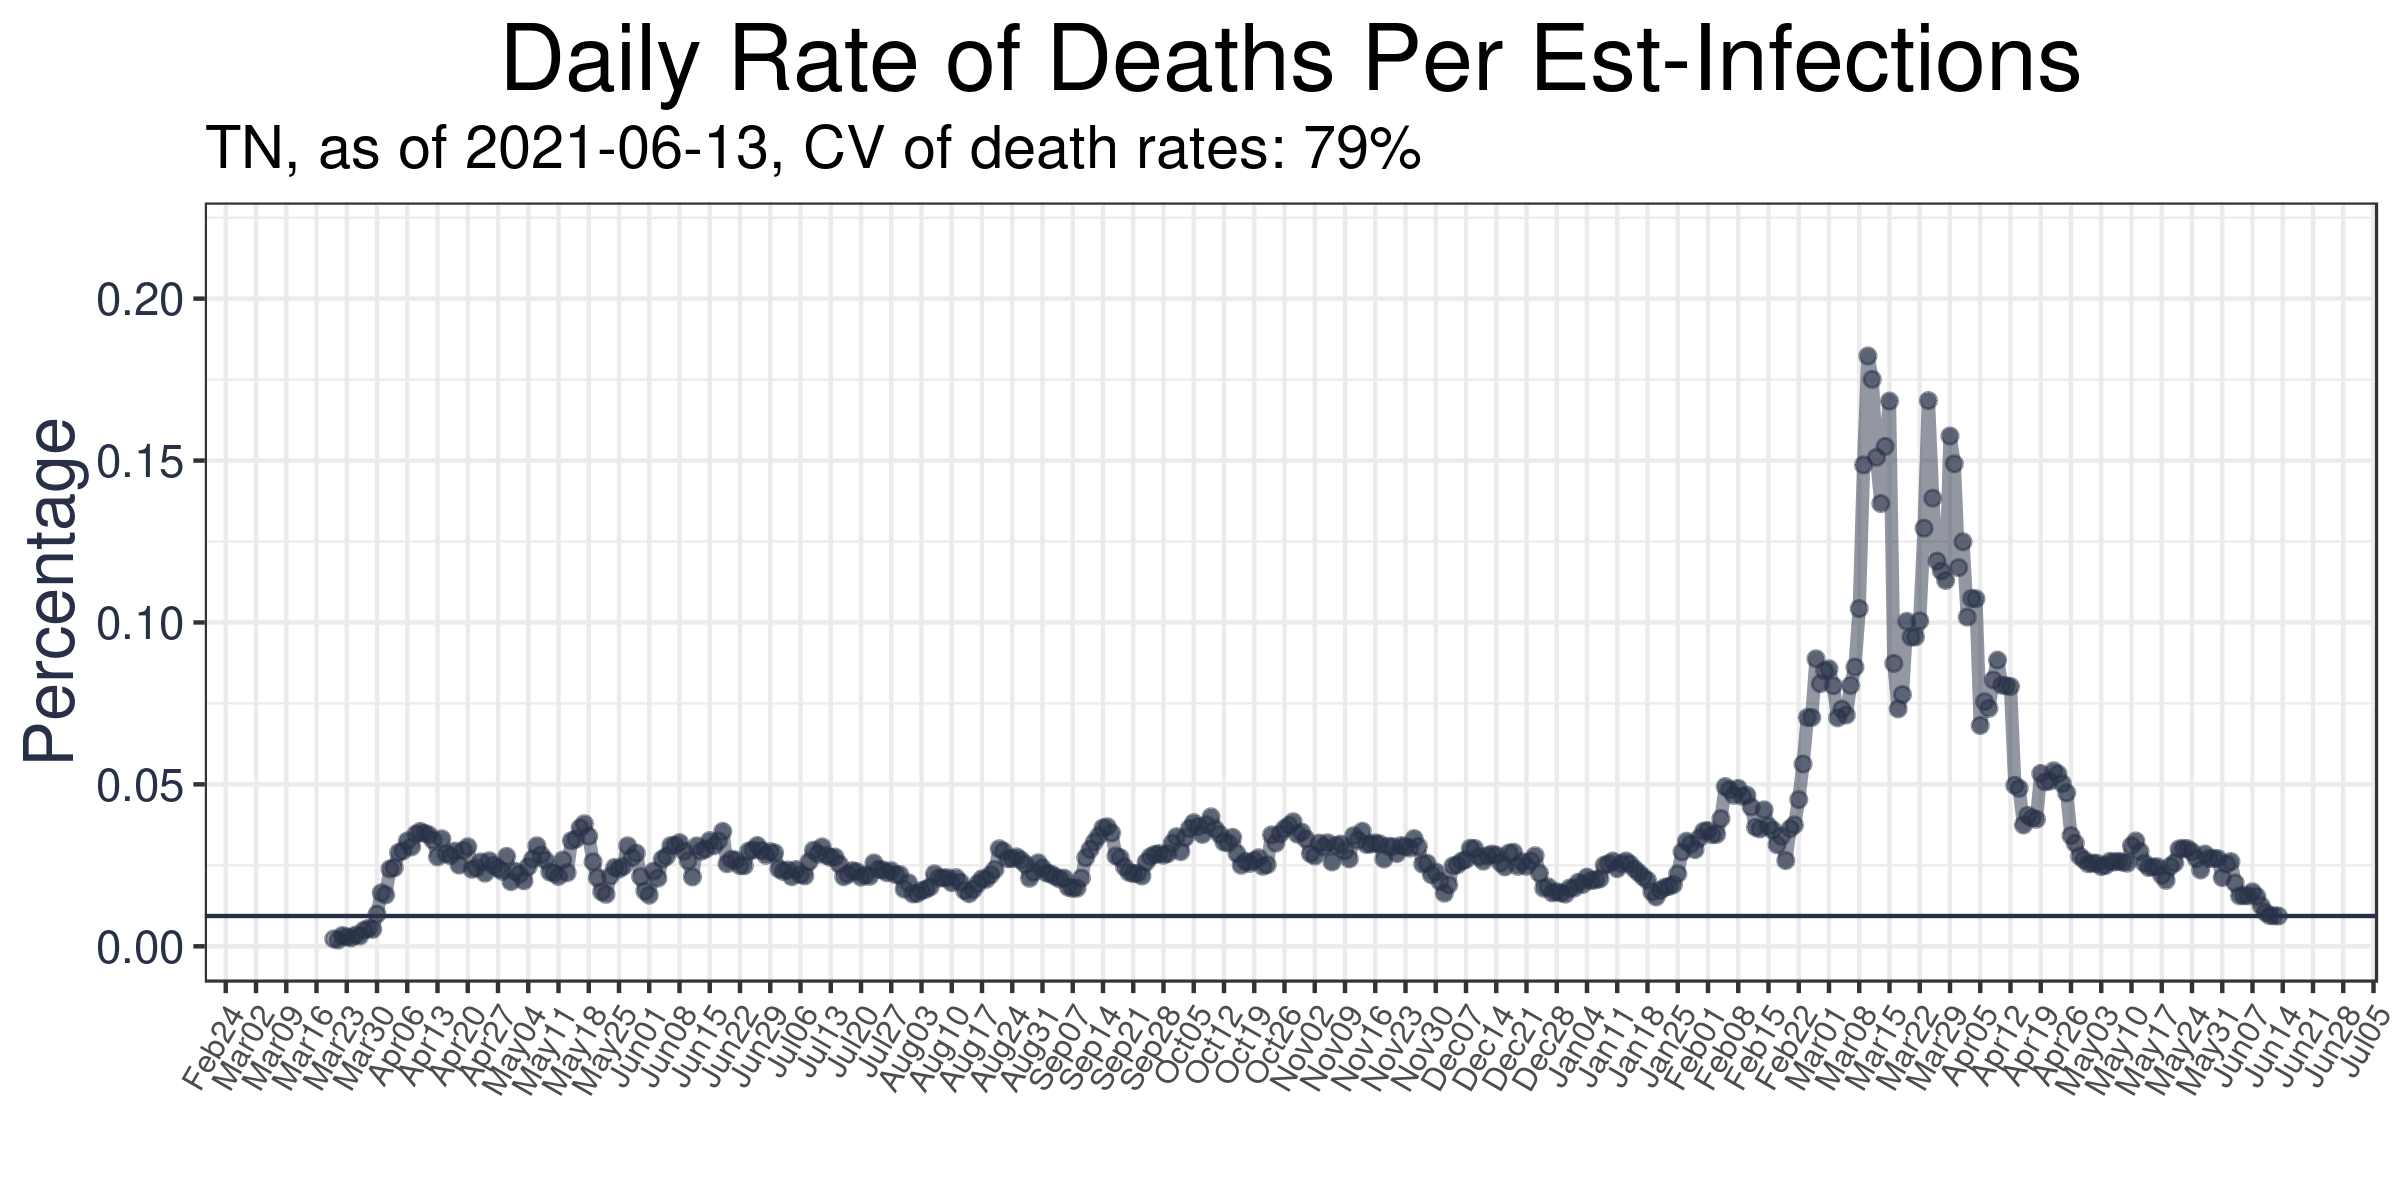 Daily Rate of Deaths Per Est-Infections
TN, as of 2021-06-13, CV of death rates: 79%
Percentage
0.20
0.15
0.10
0.05
0.00
Feb24 Mar02 Mar09 Mar16 Mar23 Mar30 Apr06 Apr13 Apr20 Apr27 May04 May11 May18 May25 Jun01 Jun08 Jun15 Jun22 Jun29 Jul06 Jul13 Jul20 Jul27 Aug03 Aug10 Aug17 Aug24 Aug31 Sep07 Sep14 Sep21 Sep28 Oct05 Oct12 Oct19 Oct26 Nov02 Nov09 Nov16 Nov23 Nov30 Dec07 Dec14 Dec21 Dec28 Jan04 Jan11 Jan18 Jan25 Feb01 Feb08 Feb15 Feb22 Mar01 Mar08 Mar15 Mar22 Mar29 Apr05 Apr12 Apr19 Apr26 May03 May10 May17 May24 May31 Jun07 Jun14 Jun21 Jun28 Jul05